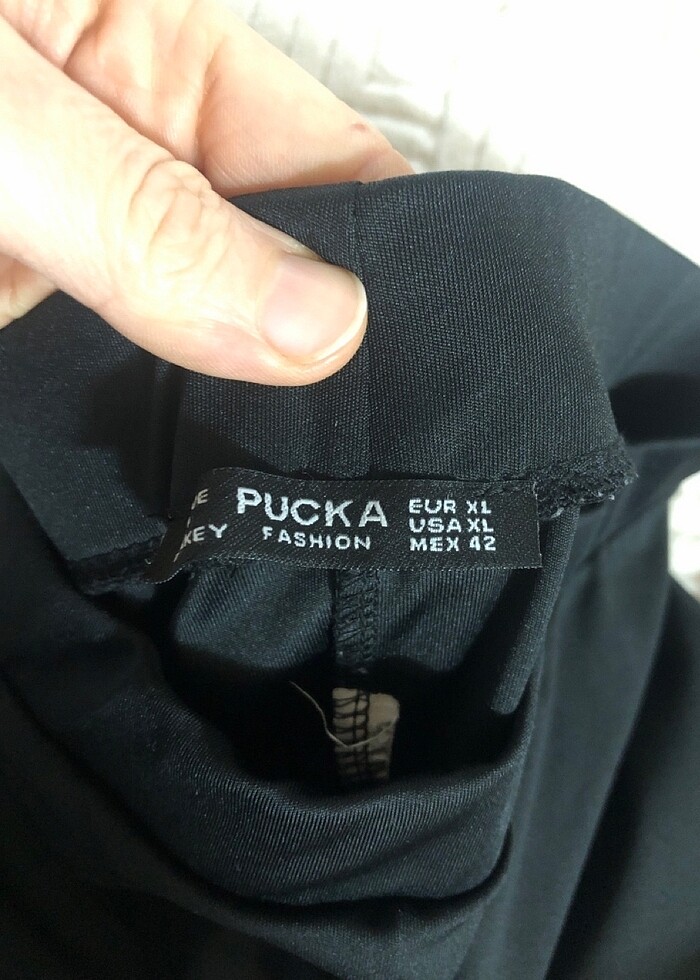 PUCKA
FASHION
EUR XL
USA XL
MEX 42